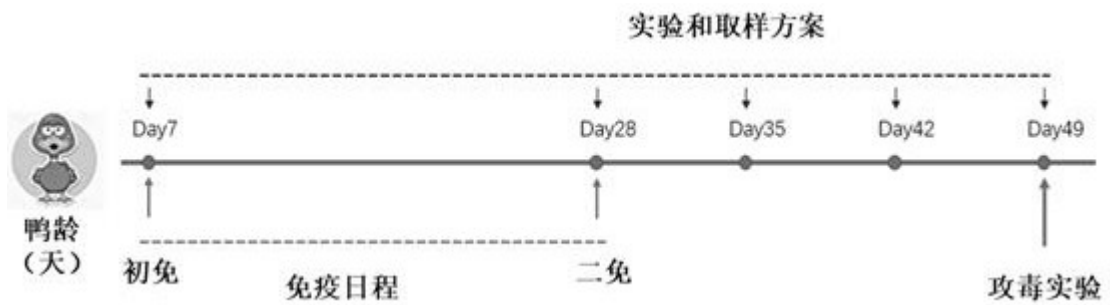 实验和取样方案
Day7
Day28
Day35
Day42
Day49
鸭龄
（天）
初免
免疫日程
二免
攻毒实验